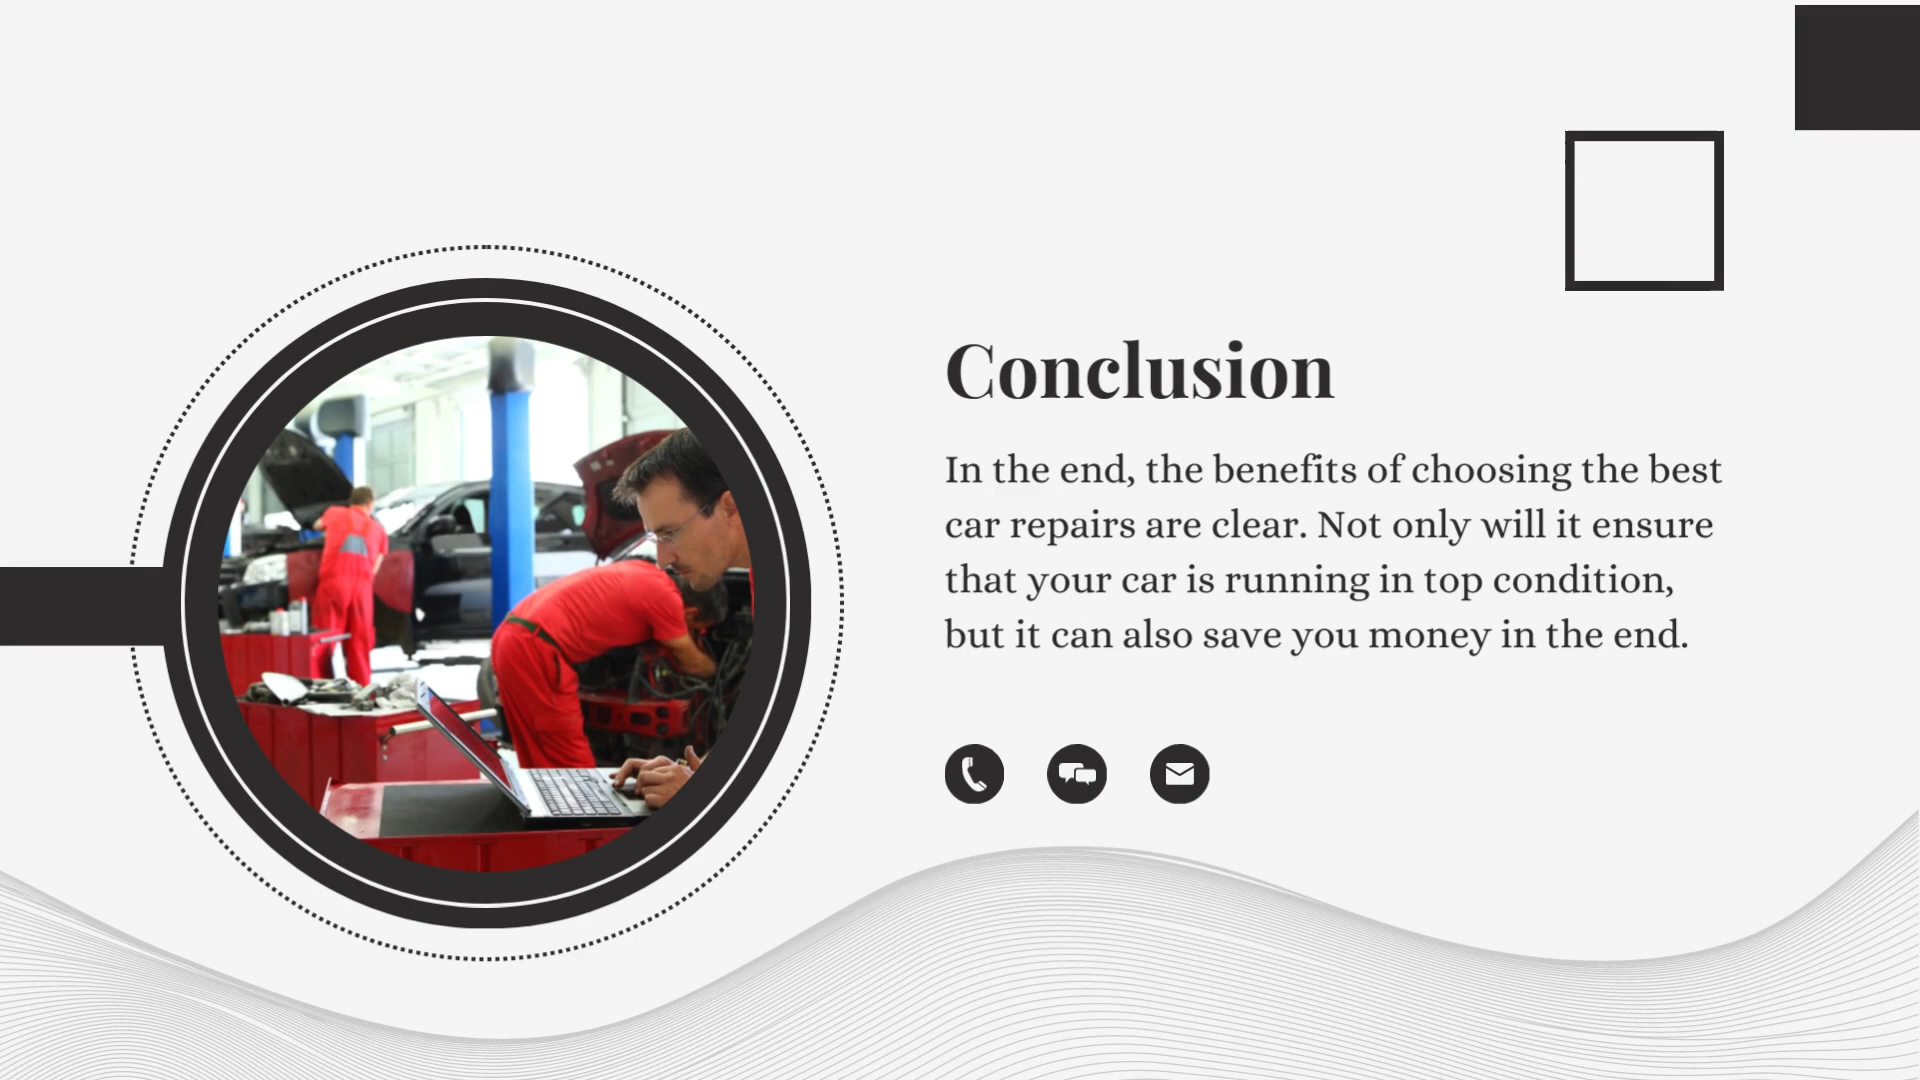 Conclusion
In the end, the benefits of choosing the best
car repairs are clear. Not only will it ensure
that your car is running in top condition,
but it can also save you money in the end.